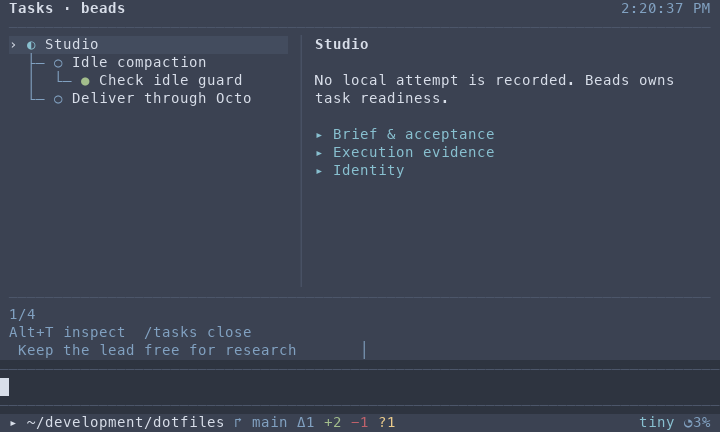 Tasks · beads 2:20:37 PM
› ◐ Studio
├─ ○ Idle compaction
│ └─ ● Check idle guard
└─ ○ Deliver through Octo
Studio
No local attempt is recorded. Beads owns
task readiness.
▸ Brief & acceptance
▸ Execution evidence
▸ Identity
1/4
Alt+T inspect /tasks close
Keep the lead free for research │
▸ ~/development/dotfiles ↱ main Δ1 +2 −1 ?1 tiny ↺3%